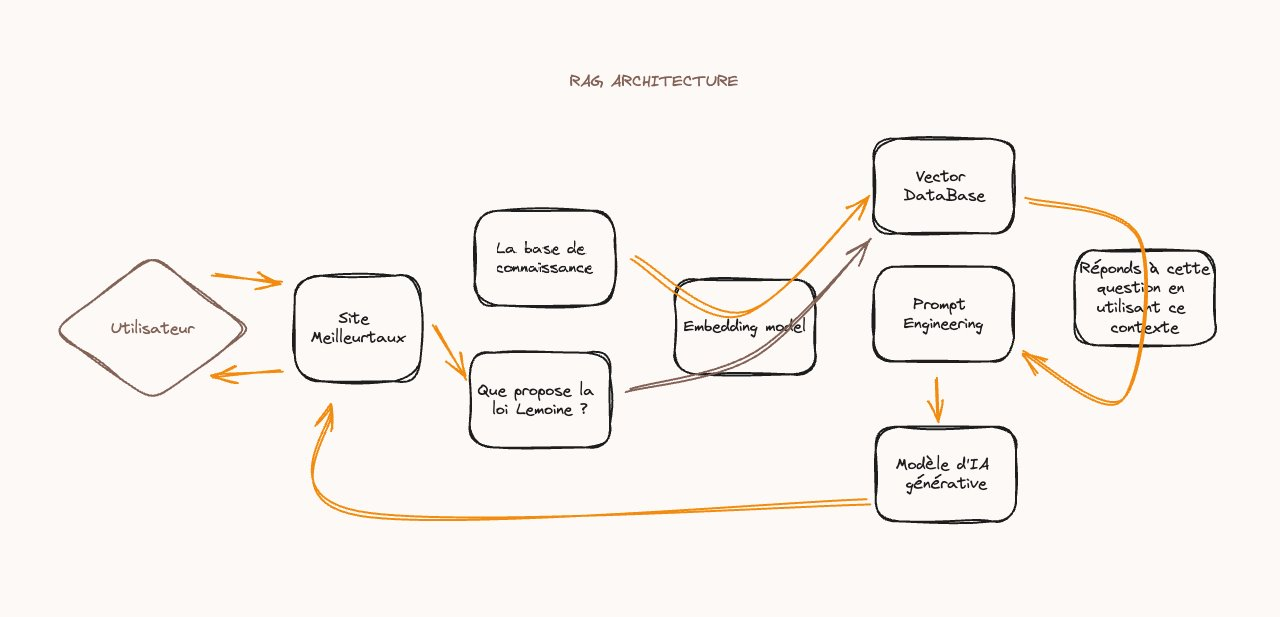 RAG, ARCHITECTURE
Utilisateur
Site
Meilleurtaux
La base de
connaissance
Que propose la
loi Lemoine ?
Embedding model
Vector
DataBase
Prompt
Engineering
Réponds à cette
question en
utilisant ce
contexte
Modèle d'IA
générative